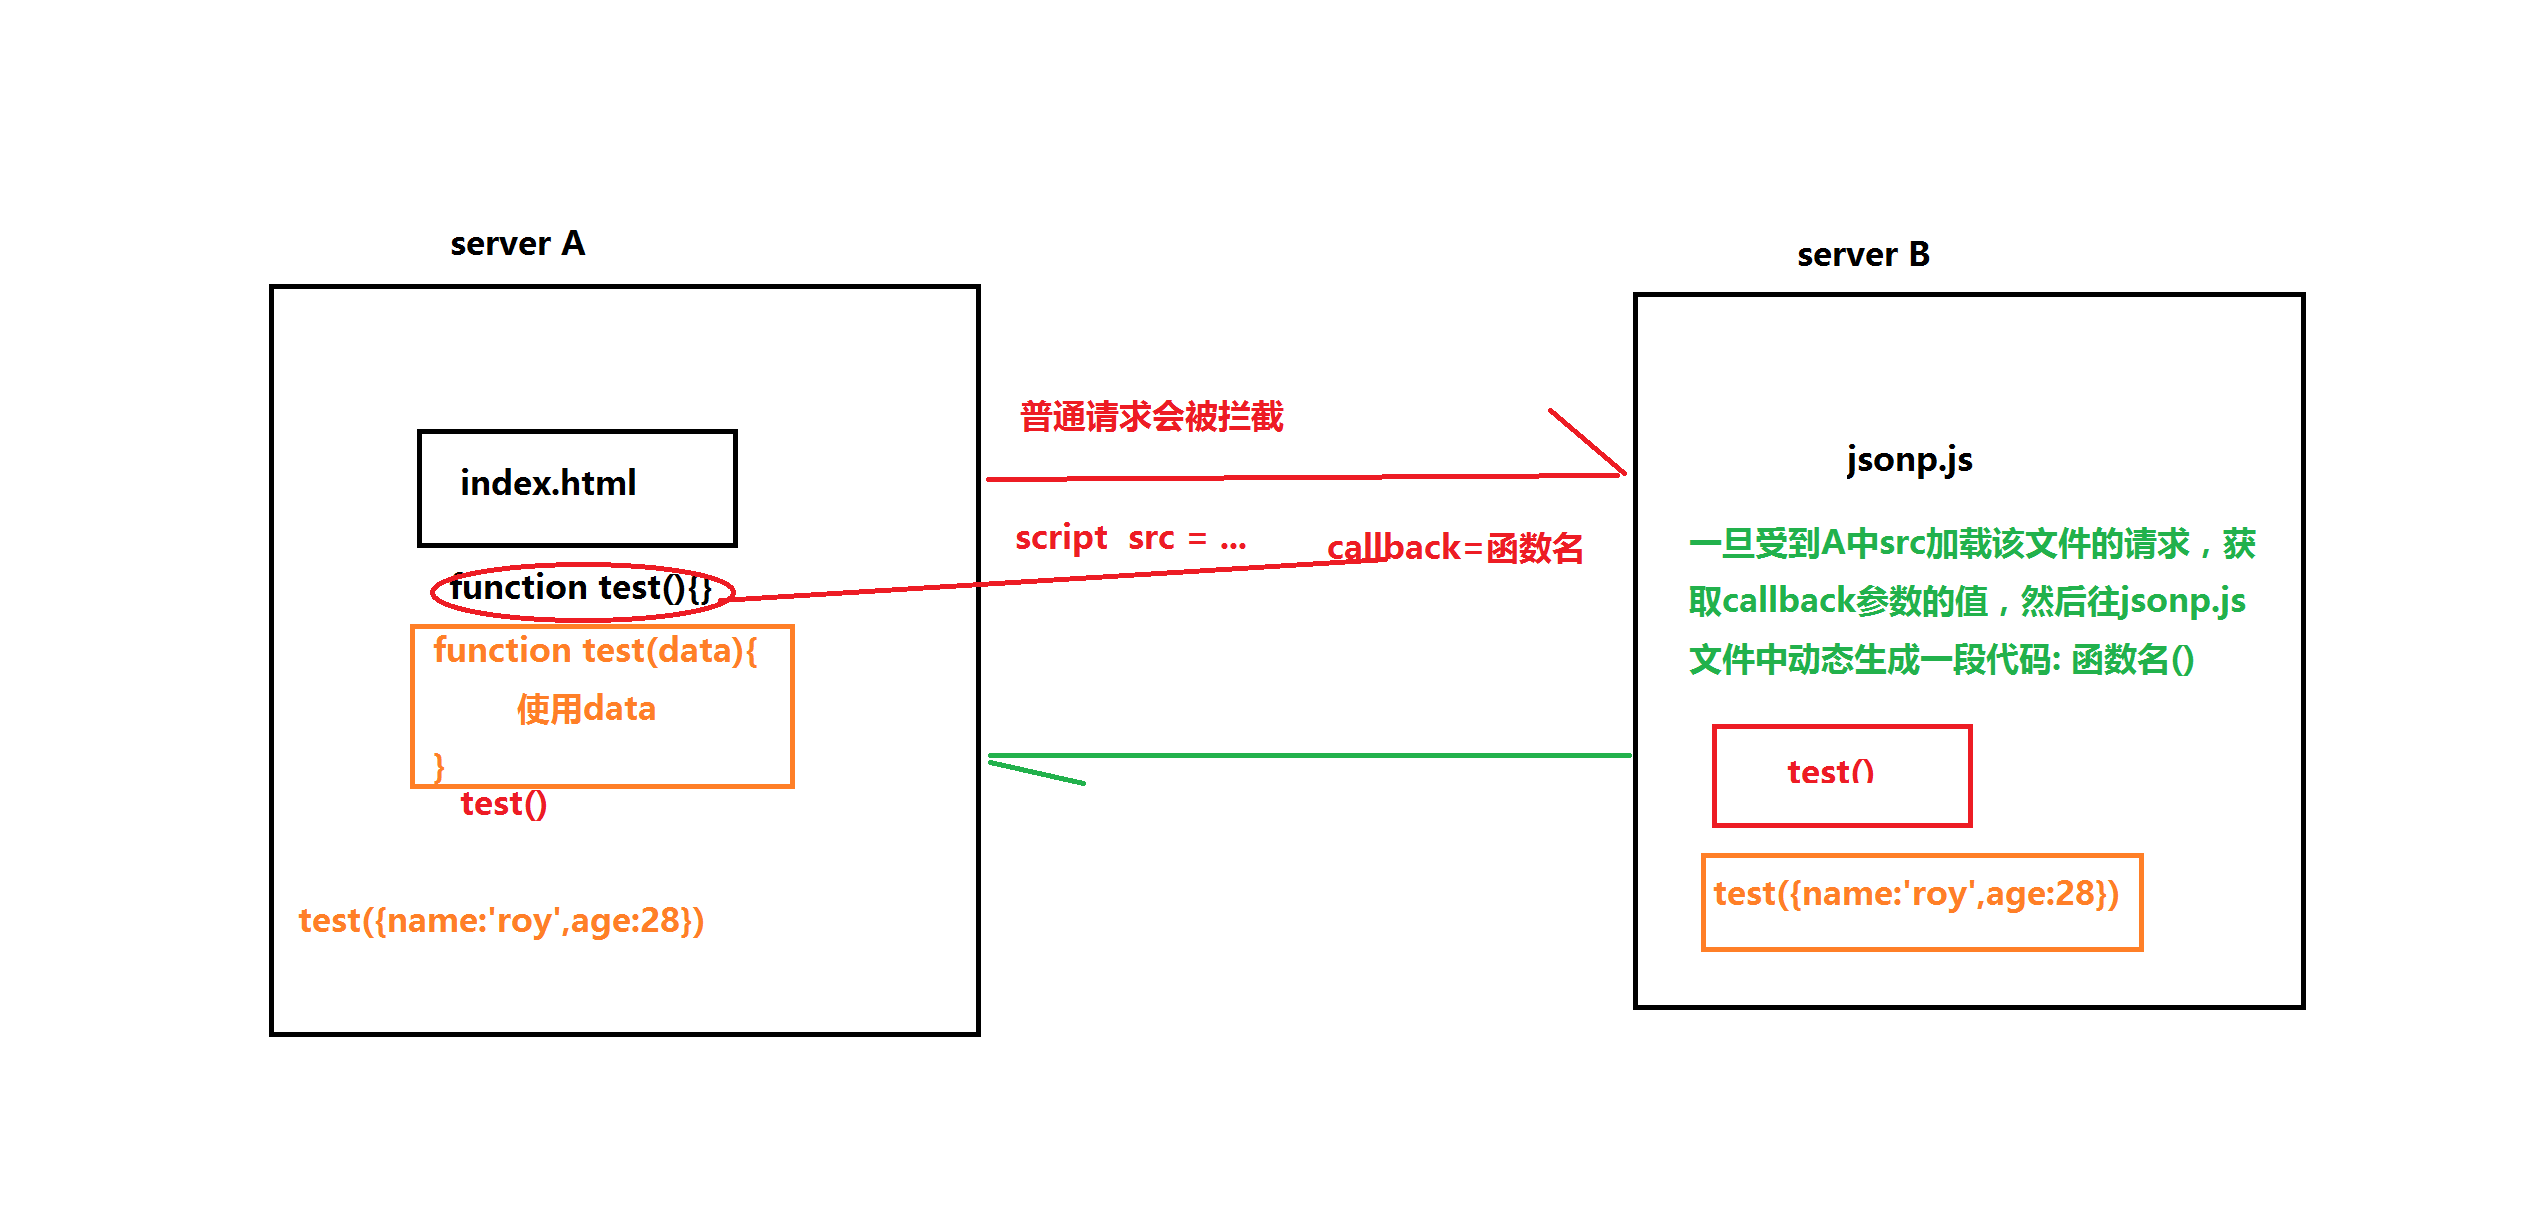 server A
index.html
function test(){}
function test(data){
使用data
}
test()
test({name:'roy',age:28})
普通请求会被拦截
script src = ...
callback=函数名
server B
jsonp.js
一旦受到A中src加载该文件的请求，获
取callback参数的值，然后往jsonp.js
文件中动态生成一段代码: 函数名()
test()
test({name:'roy',age:28})